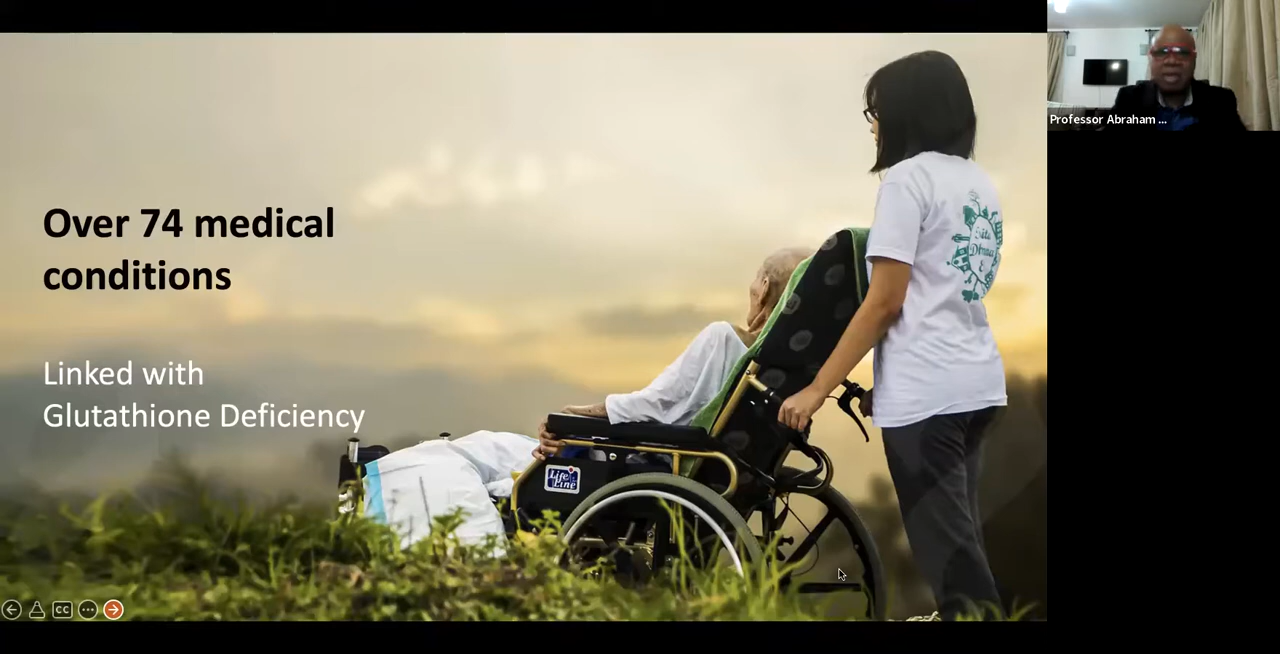 Over 74 medical
conditions
Linked with
Glutathione Deficiency
Professor Abraham ...
Life
Line
CC